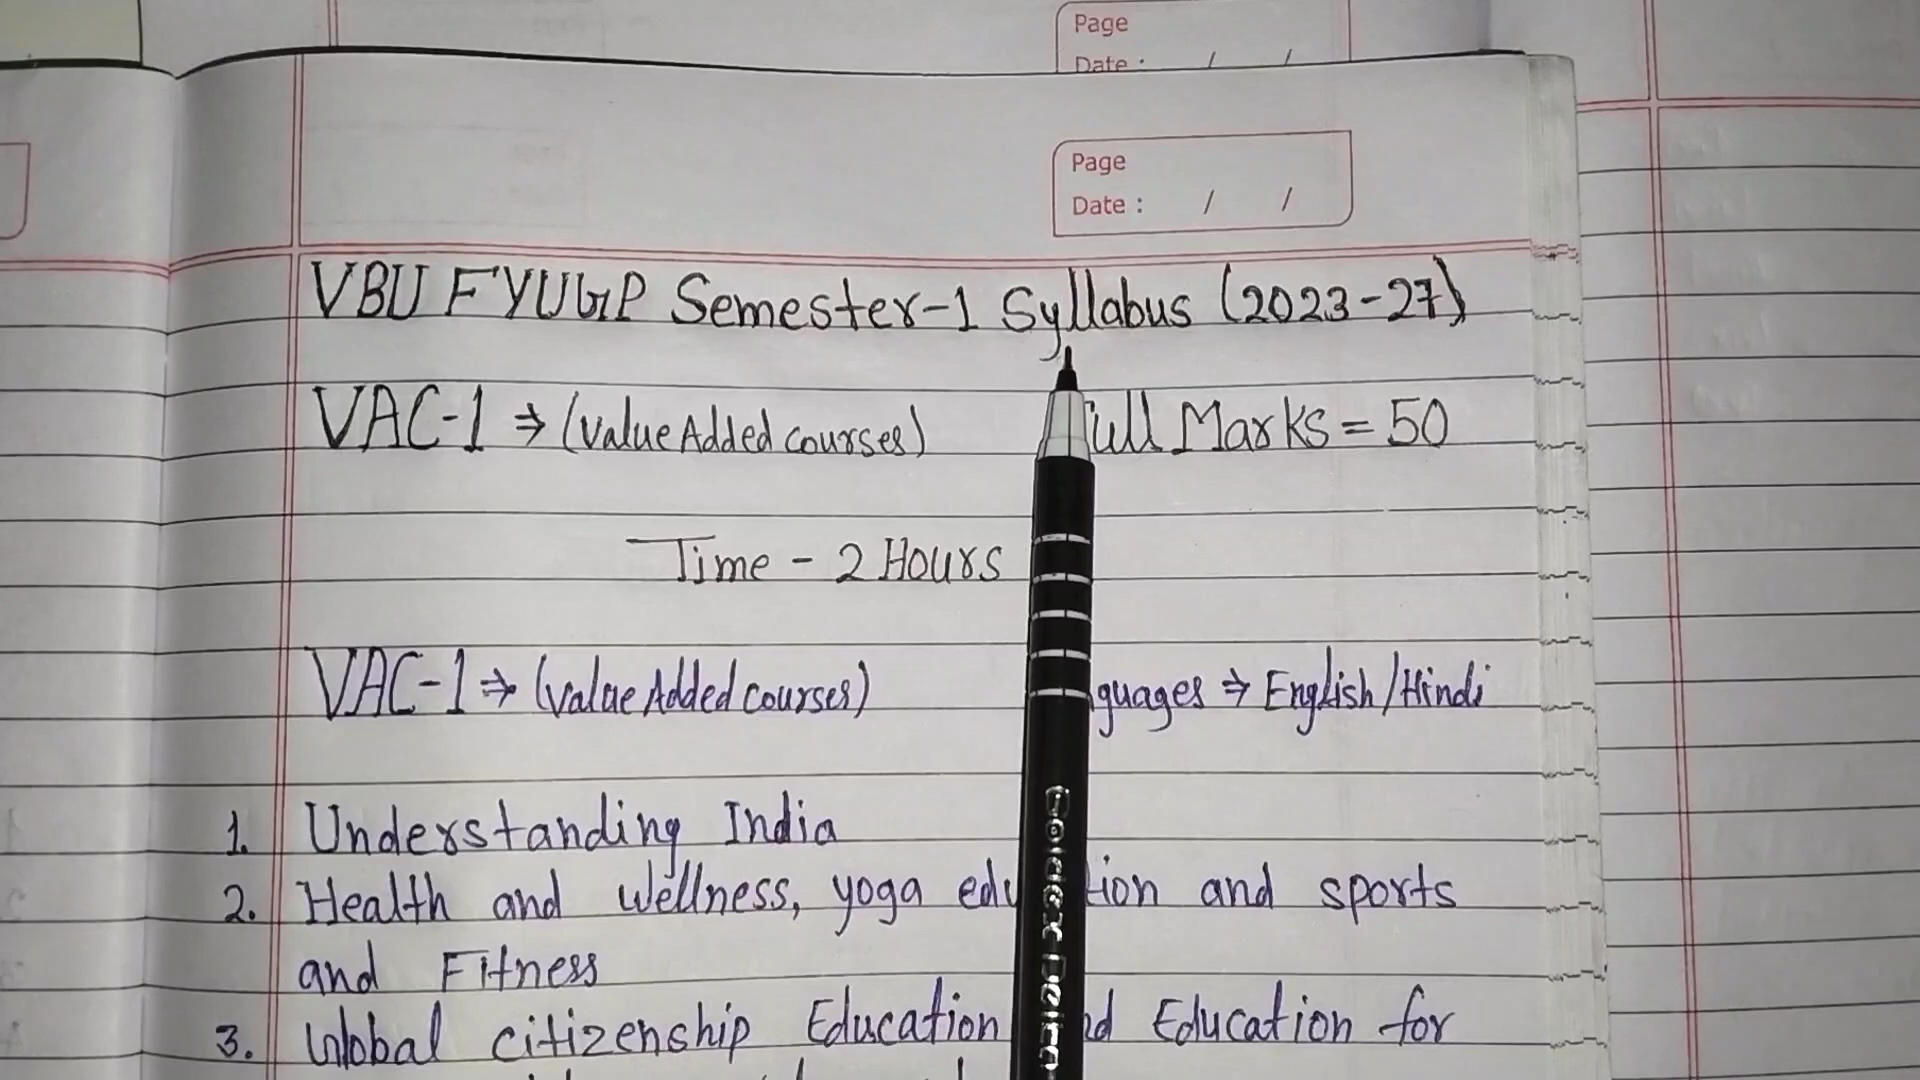 Page
Date : / /
Page
Date : / /
VBU FYUGP Semester-1 Syllabus (2023-27)
VAC-1 ⇒ (Value Added courses) ull Marks = 50
Time - 2 Hours
VAC-1 ⇒ (Value Added courses) guages ⇒ English/Hindi
1. Understanding India
2. Health and wellness, yoga edu tion and sports
and Fitness
3. Global citizenship Education d Education for